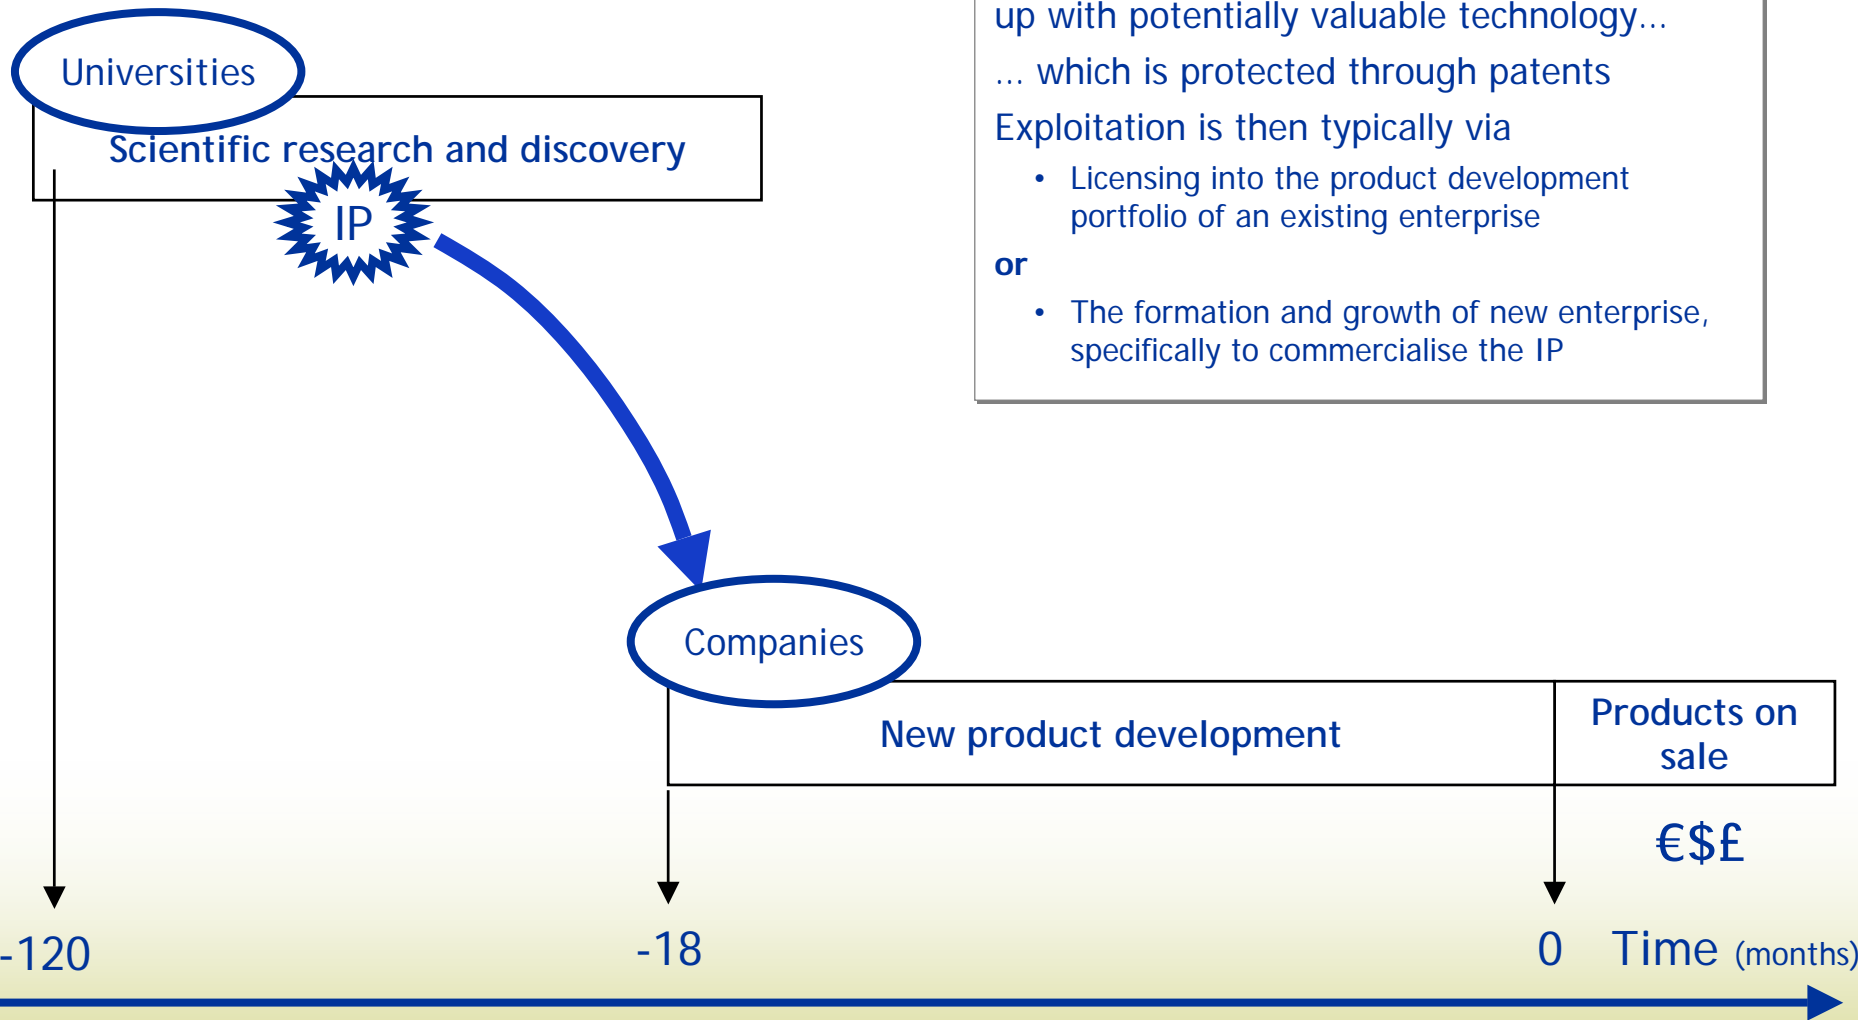 up with potentially valuable technology...
... which is protected through patents
Exploitation is then typically via
• Licensing into the product development
portfolio of an existing enterprise
or
• The formation and growth of new enterprise,
specifically to commercialise the IP
Universities
Scientific research and discovery
IP
Companies
New product development
Products on
sale
€$£
-120
-18
0
Time (months)